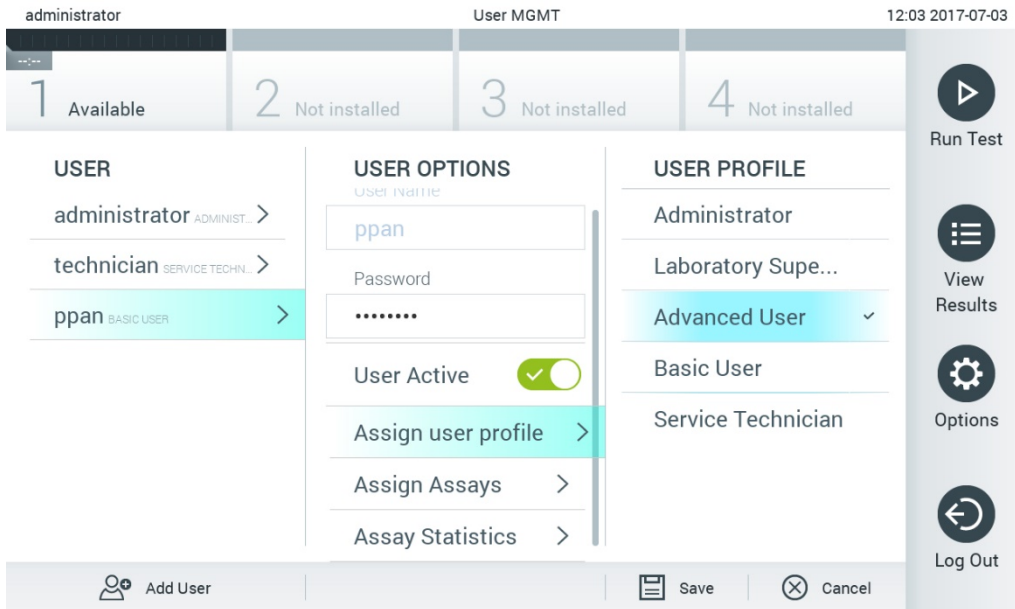 administrator
User MGMT
12:03 2017-07-03
--:--
1 Available
2 Not installed
3 Not installed
4 Not installed
USER
administrator ADMINIST...
technician SERVICE TECHN...
ppan BASIC USER
USER OPTIONS
User Name
ppan
Password
••••••••
User Active
Assign user profile
Assign Assays
Assay Statistics
USER PROFILE
Administrator
Laboratory Supe...
Advanced User
Basic User
Service Technician
Run Test
View
Results
Options
Log Out
Add User
Save
Cancel